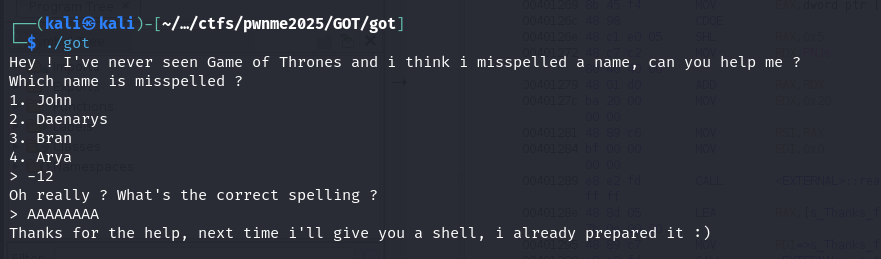 ┌──(kali㉿kali)-[~/…/ctfs/pwnme2025/GOT/got]
└─$ ./got
Hey ! I've never seen Game of Thrones and i think i misspelled a name, can you help me ?
Which name is misspelled ?
1. John
2. Daenarys
3. Bran
4. Arya
> -12
Oh really ? What's the correct spelling ?
> AAAAAAAA
Thanks for the help, next time i'll give you a shell, i already prepared it :)